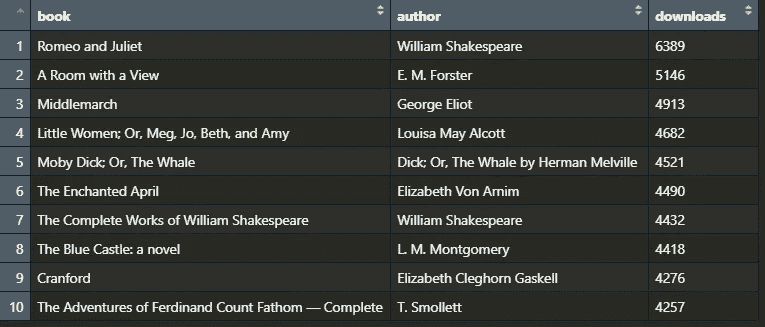 book author downloads
1 Romeo and Juliet William Shakespeare 6389
2 A Room with a View E. M. Forster 5146
3 Middlemarch George Eliot 4913
4 Little Women; Or, Meg, Jo, Beth, and Amy Louisa May Alcott 4682
5 Moby Dick; Or, The Whale Dick; Or, The Whale by Herman Melville 4521
6 The Enchanted April Elizabeth Von Arnim 4490
7 The Complete Works of William Shakespeare William Shakespeare 4432
8 The Blue Castle: a novel L. M. Montgomery 4418
9 Cranford Elizabeth Cleghorn Gaskell 4276
10 The Adventures of Ferdinand Count Fathom — Complete T. Smollett 4257